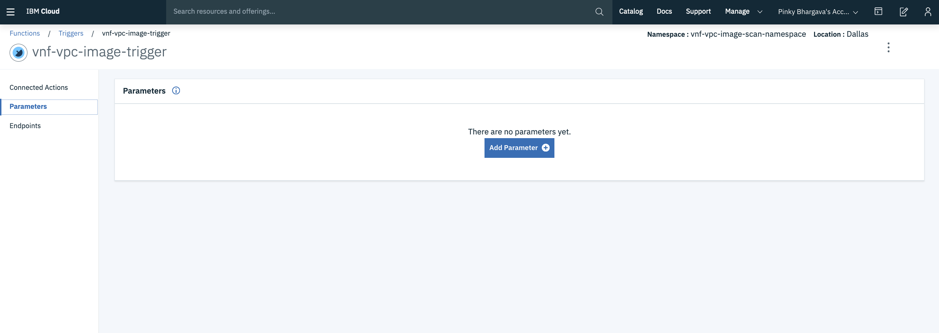 IBM Cloud
Search resources and offerings...
Catalog
Docs
Support
Manage
Pinky Bhargava's Acc...
Functions / Triggers / vnf-vpc-image-trigger
Namespace : vnf-vpc-image-scan-namespace Location : Dallas
vnf-vpc-image-trigger
Connected Actions
Parameters
Endpoints
Parameters
There are no parameters yet.
Add Parameter